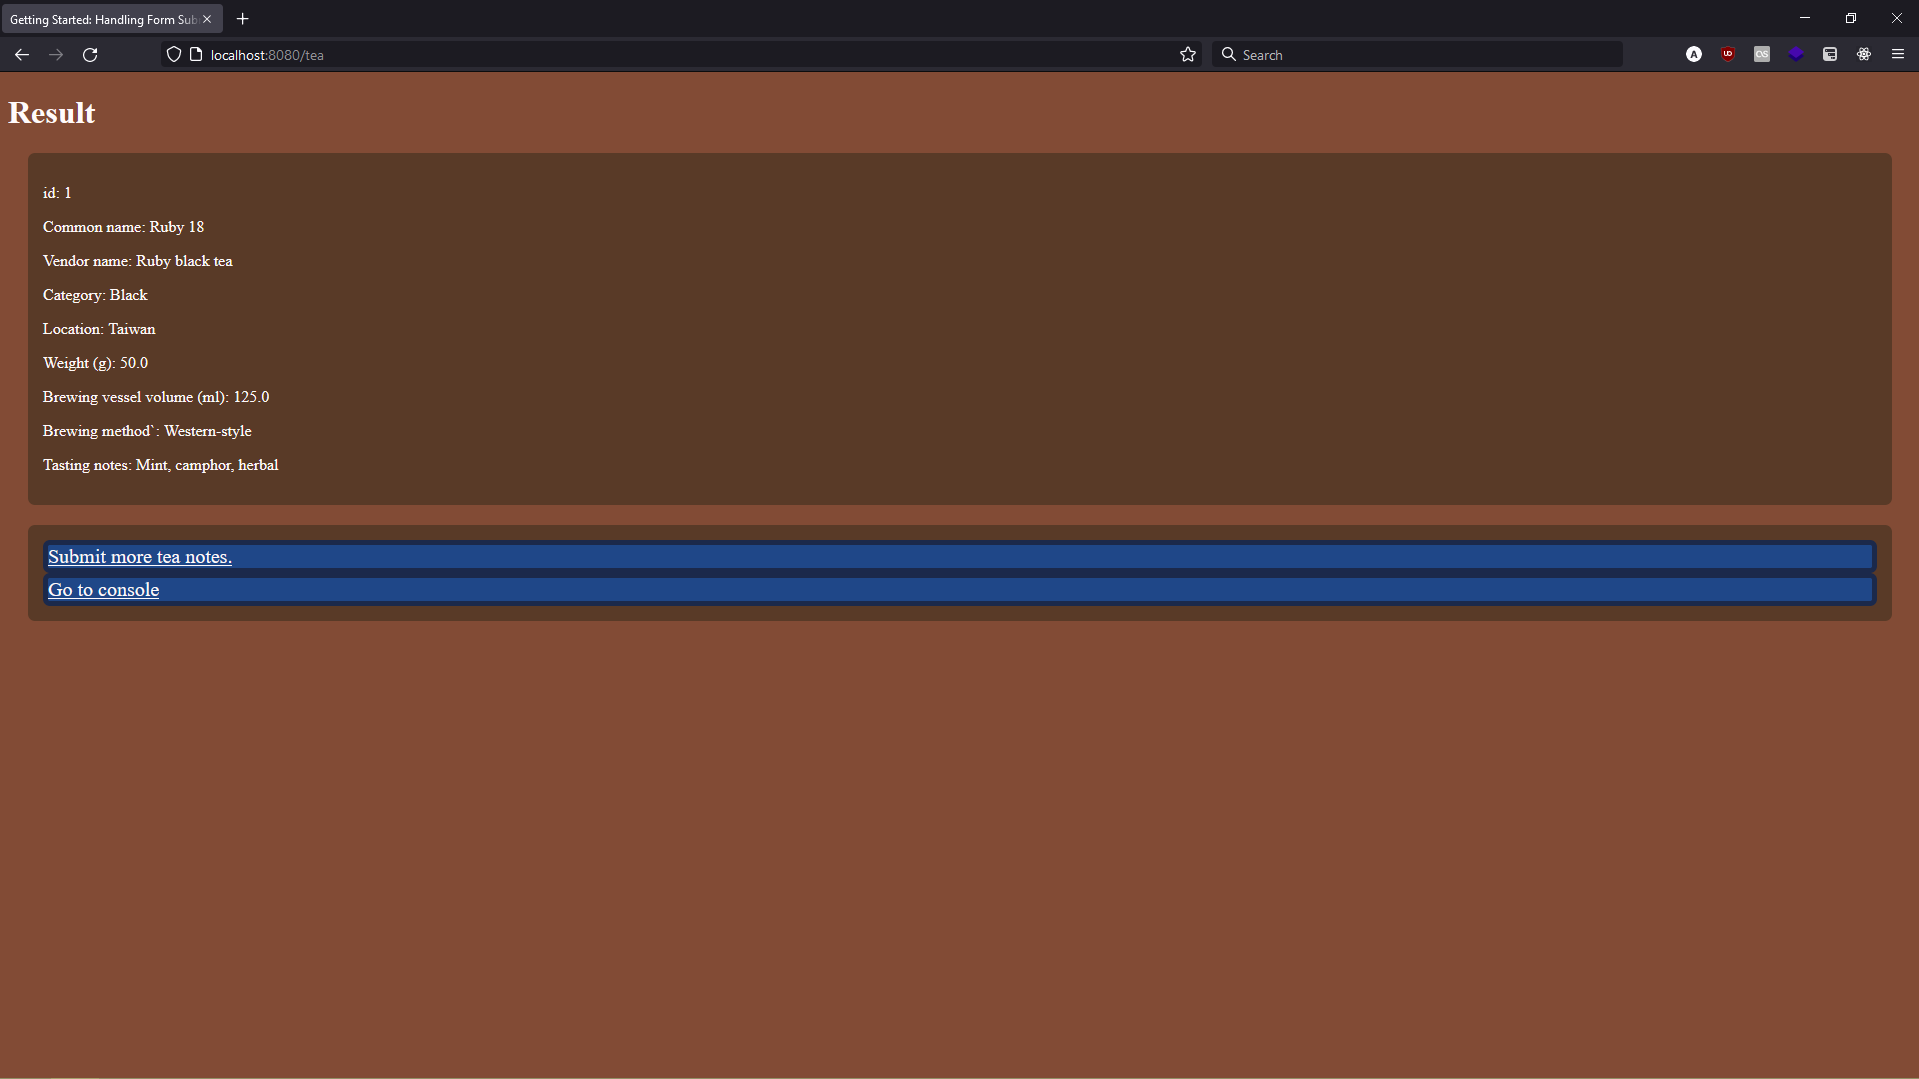 Getting Started: Handling Form Sub
localhost:8080/tea
Search
Result
id: 1
Common name: Ruby 18
Vendor name: Ruby black tea
Category: Black
Location: Taiwan
Weight (g): 50.0
Brewing vessel volume (ml): 125.0
Brewing method`: Western-style
Tasting notes: Mint, camphor, herbal
Submit more tea notes.
Go to console